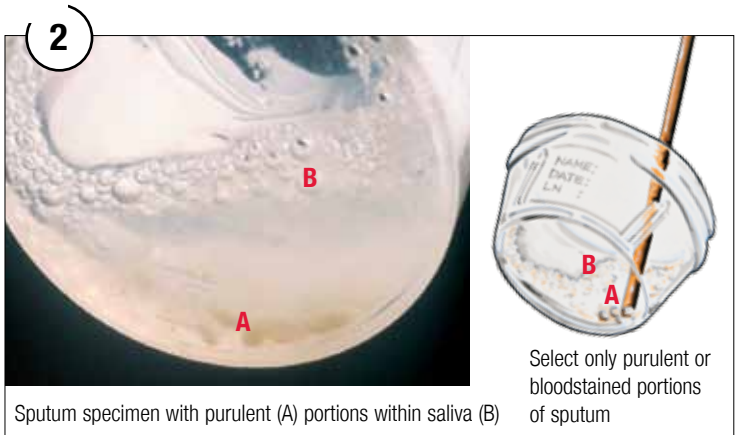 2
B
A
NAME:
DATE:
LN :
B
A
Select only purulent or
bloodstained portions
of sputum
Sputum specimen with purulent (A) portions within saliva (B)